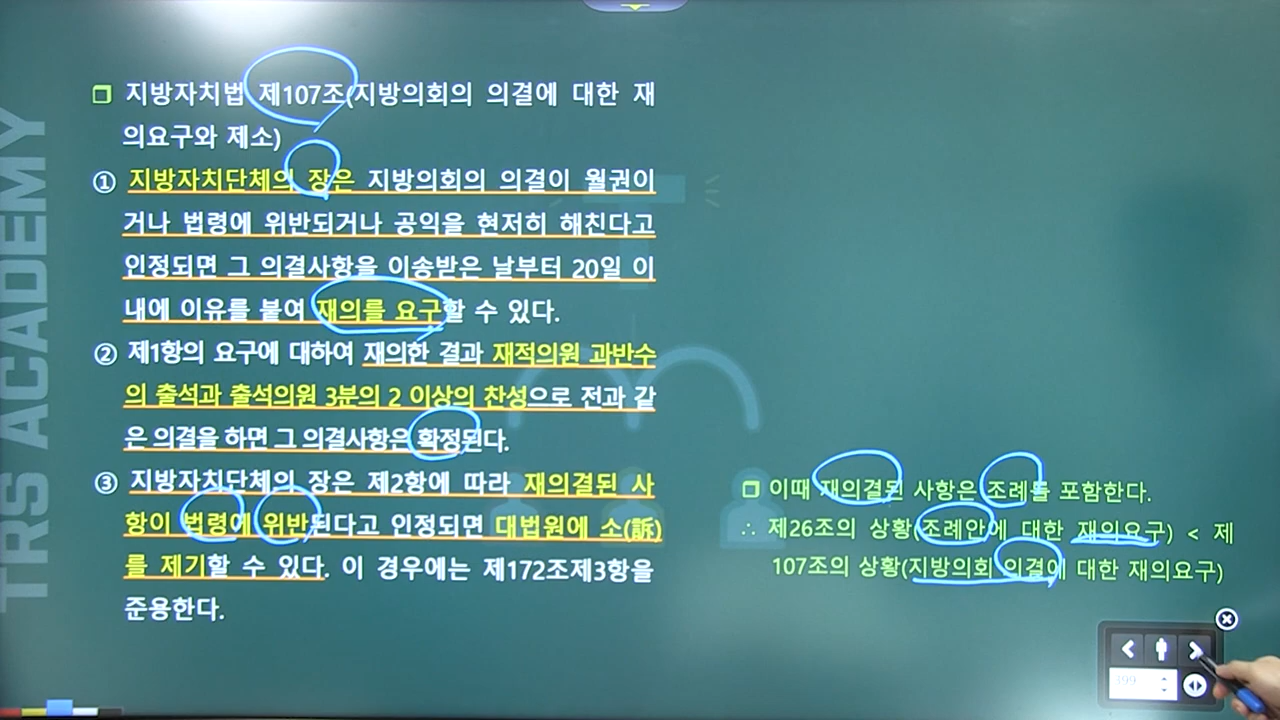 TRS ACADEMY
지방자치법 제107조(지방의회의 의결에 대한 재
의요구와 제소)
① 지방자치단체의 장은 지방의회의 의결이 월권이
거나 법령에 위반되거나 공익을 현저히 해친다고
인정되면 그 의결사항을 이송받은 날부터 20일 이
내에 이유를 붙여 재의를 요구할 수 있다.
② 제1항의 요구에 대하여 재의한 결과 재적의원 과반수
의 출석과 출석의원 3분의 2 이상의 찬성으로 전과 같
은 의결을 하면 그 의결사항은 확정된다.
③ 지방자치단체의 장은 제2항에 따라 재의결된 사
항이 법령에 위반된다고 인정되면 대법원에 소(訴)
를 제기할 수 있다. 이 경우에는 제172조제3항을
준용한다.
이때 재의결된 사항은 조례를 포함한다.
∴ 제26조의 상황(조례안에 대한 재의요구) < 제
107조의 상황(지방의회 의결에 대한 재의요구)
399